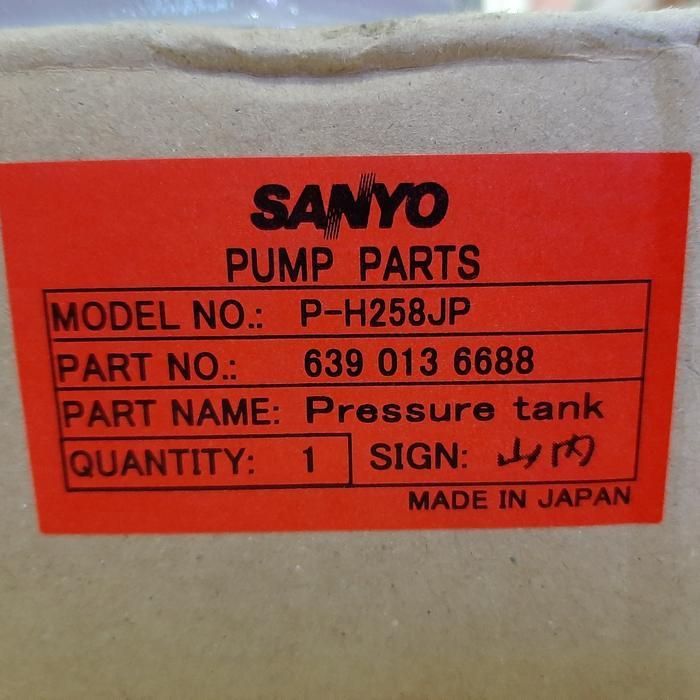 SANYO
PUMP PARTS
MODEL NO.: P-H258JP
PART NO.: 639 013 6688
PART NAME: Pressure tank
QUANTITY: 1 SIGN: 山内
MADE IN JAPAN